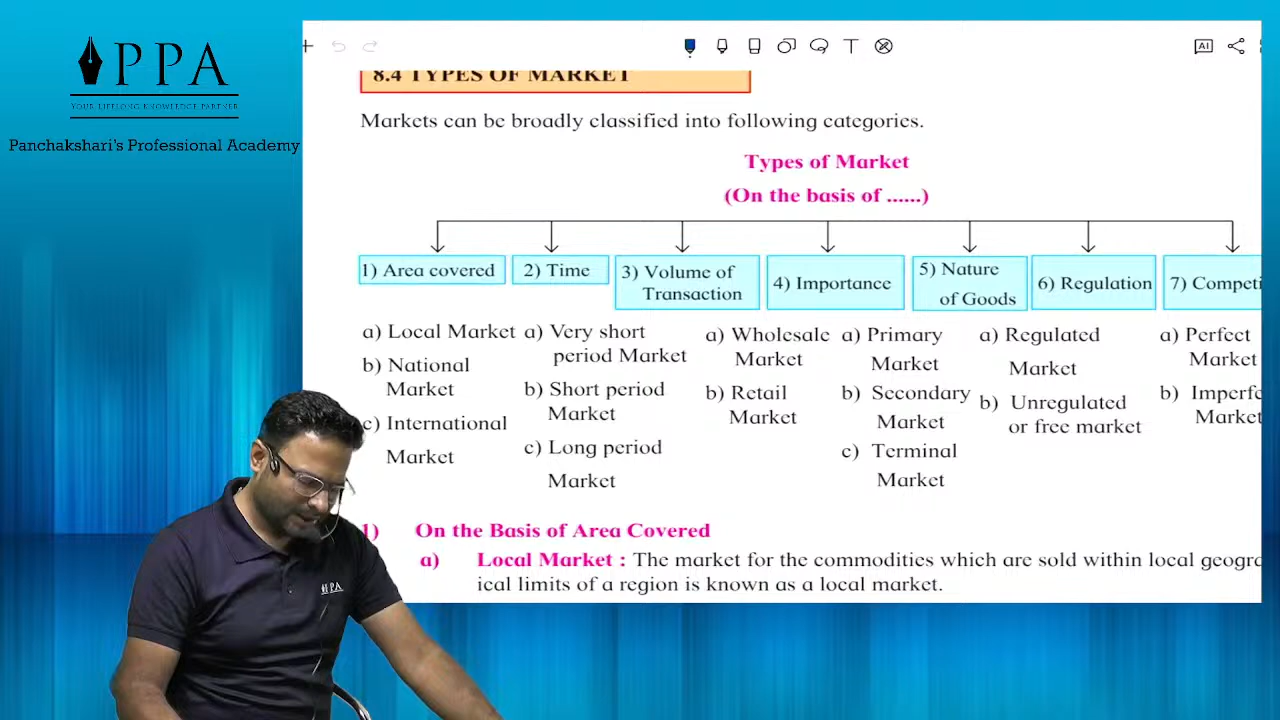 PPA
YOUR LIFELONG KNOWLEDGE PARTNER
Panchakshari's Professional Academy
T
AI
8.4 TYPES OF MARKET
Markets can be broadly classified into following categories.
Types of Market
(On the basis of ......)
1) Area covered
a) Local Market
b) National
Market
c) International
Market
2) Time
a) Very short
period Market
b) Short period
Market
c) Long period
Market
3) Volume of
Transaction
a) Wholesale
Market
b) Retail
Market
4) Importance
a) Primary
Market
b) Secondary
Market
c) Terminal
Market
5) Nature
of Goods
6) Regulation
a) Regulated
Market
b) Unregulated
or free market
7) Competi
a) Perfect
Market
b) Imperfe
Market
1) On the Basis of Area Covered
a) Local Market : The market for the commodities which are sold within local geogra
ical limits of a region is known as a local market.
PPA